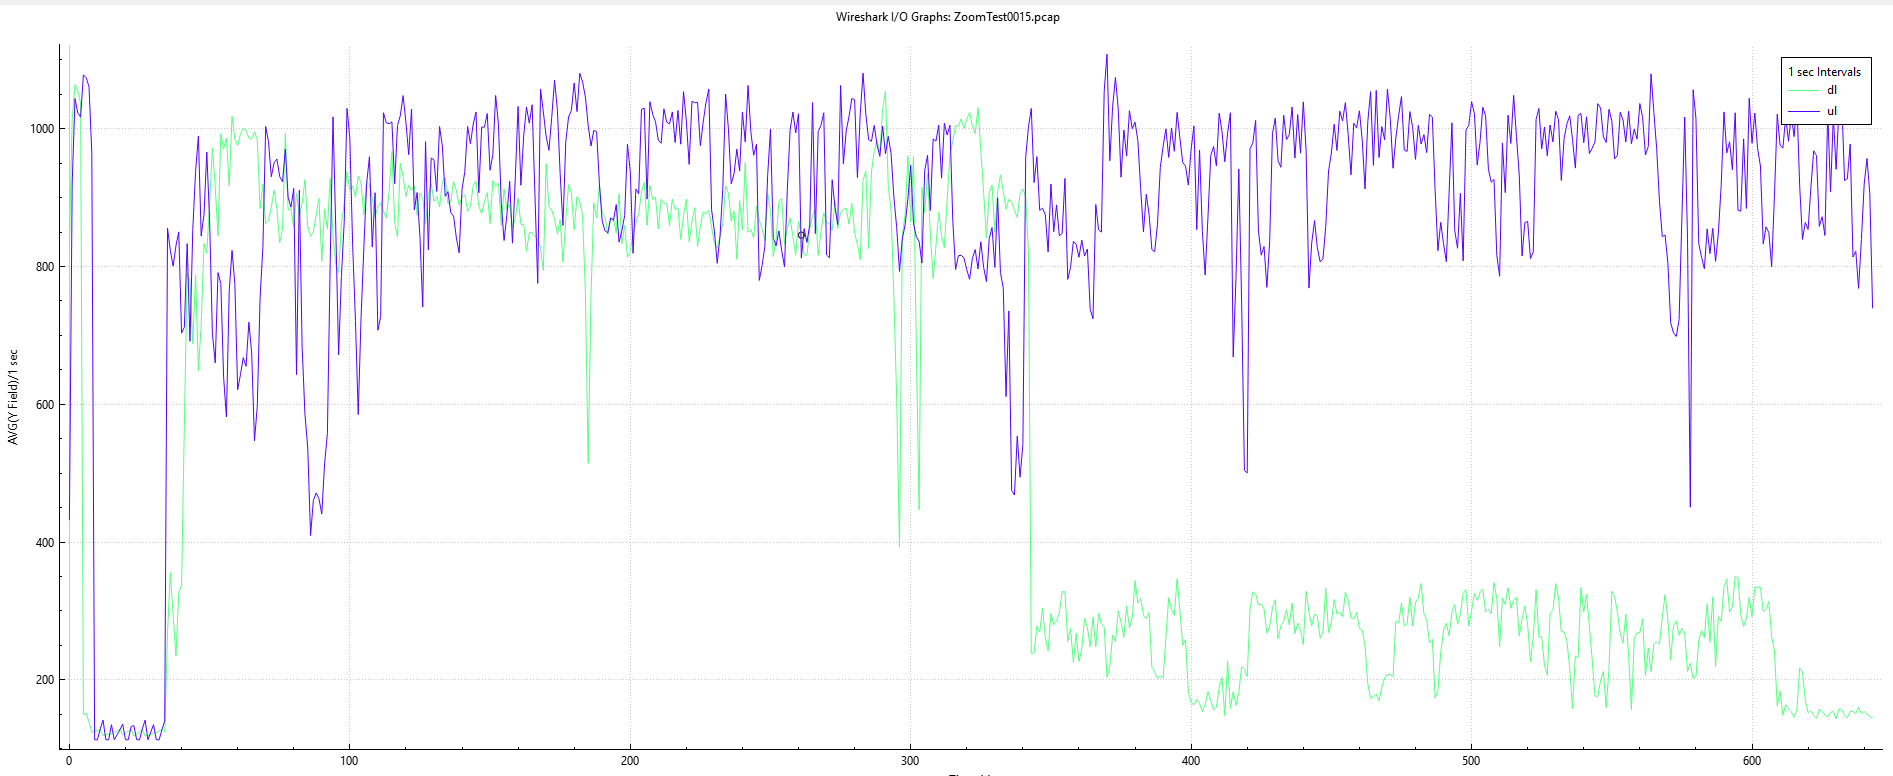 Wireshark I/O Graphs: ZoomTest0015.pcap
1 sec Intervals
dl
ul
1000
800
600
400
200
AVG(Y Field)/1 sec
0 100 200 300 400 500 600